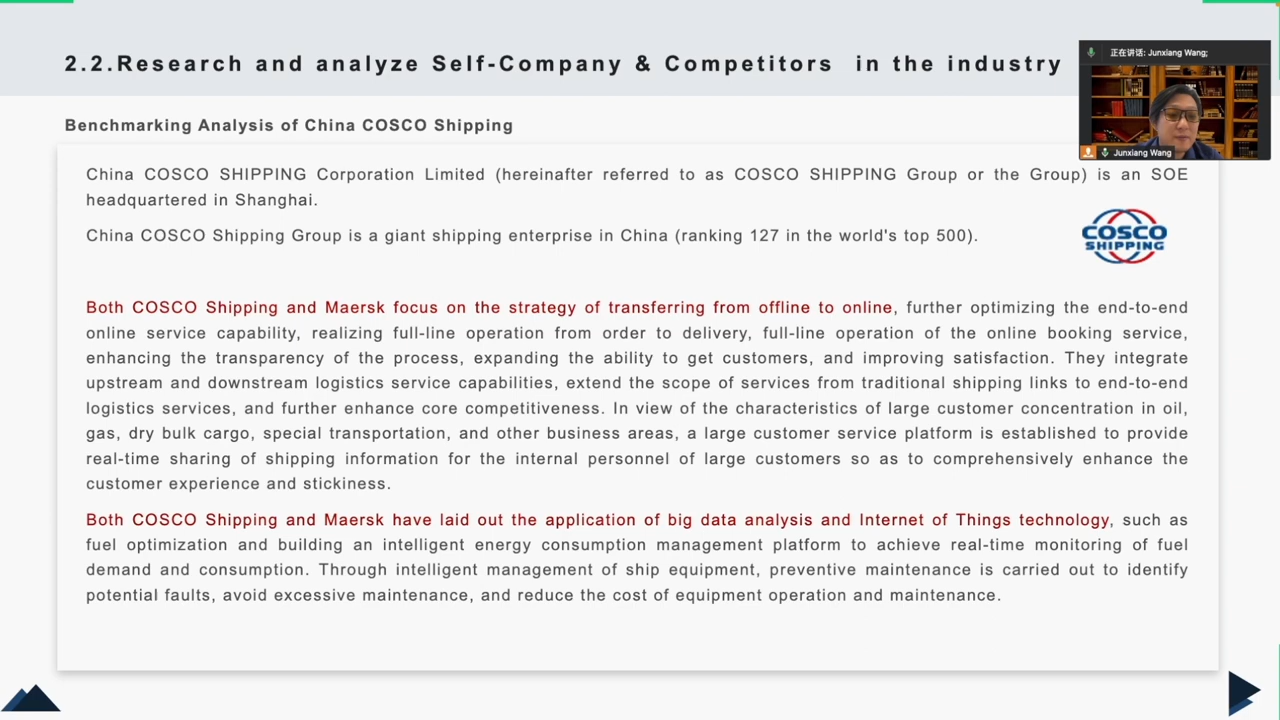 2.2.Research and analyze Self-Company & Competitors in the industry
正在讲话: Junxiang Wang;
Junxiang Wang
Benchmarking Analysis of China COSCO Shipping
China COSCO SHIPPING Corporation Limited (hereinafter referred to as COSCO SHIPPING Group or the Group) is an SOE
headquartered in Shanghai.
China COSCO Shipping Group is a giant shipping enterprise in China (ranking 127 in the world's top 500).
COSCO
SHIPPING
Both COSCO Shipping and Maersk focus on the strategy of transferring from offline to online, further optimizing the end-to-end
online service capability, realizing full-line operation from order to delivery, full-line operation of the online booking service,
enhancing the transparency of the process, expanding the ability to get customers, and improving satisfaction. They integrate
upstream and downstream logistics service capabilities, extend the scope of services from traditional shipping links to end-to-end
logistics services, and further enhance core competitiveness. In view of the characteristics of large customer concentration in oil,
gas, dry bulk cargo, special transportation, and other business areas, a large customer service platform is established to provide
real-time sharing of shipping information for the internal personnel of large customers so as to comprehensively enhance the
customer experience and stickiness.
Both COSCO Shipping and Maersk have laid out the application of big data analysis and Internet of Things technology, such as
fuel optimization and building an intelligent energy consumption management platform to achieve real-time monitoring of fuel
demand and consumption. Through intelligent management of ship equipment, preventive maintenance is carried out to identify
potential faults, avoid excessive maintenance, and reduce the cost of equipment operation and maintenance.